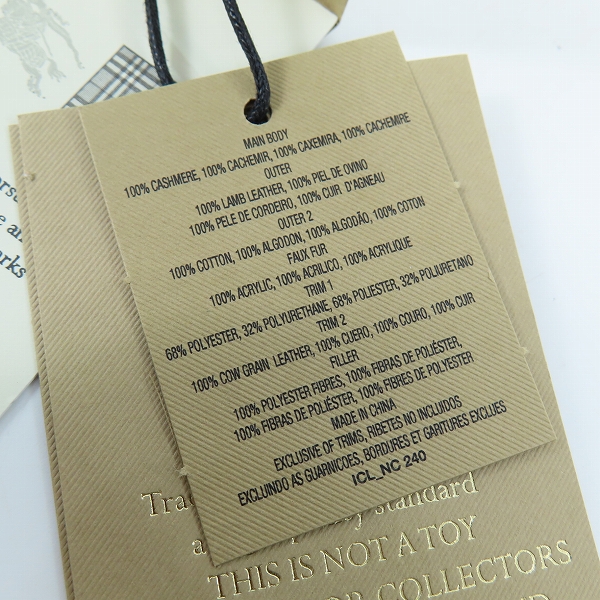 MAIN BODY
100% CASHMERE, 100% CACHEMIR, 100% CAXEMIRA, 100% CACHEMIRE
OUTER
100% LAMB LEATHER, 100% PIEL DE OVINO
100% PELE DE CORDEIRO, 100% CUIR D'AGNEAU
OUTER 2
100% COTTON, 100% ALGODON, 100% ALGODÃO, 100% COTON
FAUX FUR
100% ACRYLIC, 100% ACRILICO, 100% ACRYLIQUE
TRIM 1
68% POLYESTER, 32% POLYURETHANE, 68% POLIESTER, 32% POLIURETANO
TRIM 2
100% COW GRAIN LEATHER, 100% CUERO, 100% COURO, 100% CUIR
FILLER
100% POLYESTER FIBRES, 100% FIBRAS DE POLIÉSTER,
100% FIBRAS DE POLIÉSTER, 100% FIBRES DE POLYESTER
MADE IN CHINA
EXCLUSIVE OF TRIMS, RIBETES NO INCLUIDOS
EXCLUINDO AS GUARNICOES, BORDURES ET GARITURES EXCLUES
ICL_NC 240
standard
THIS IS NOT A TOY
COLLECTORS